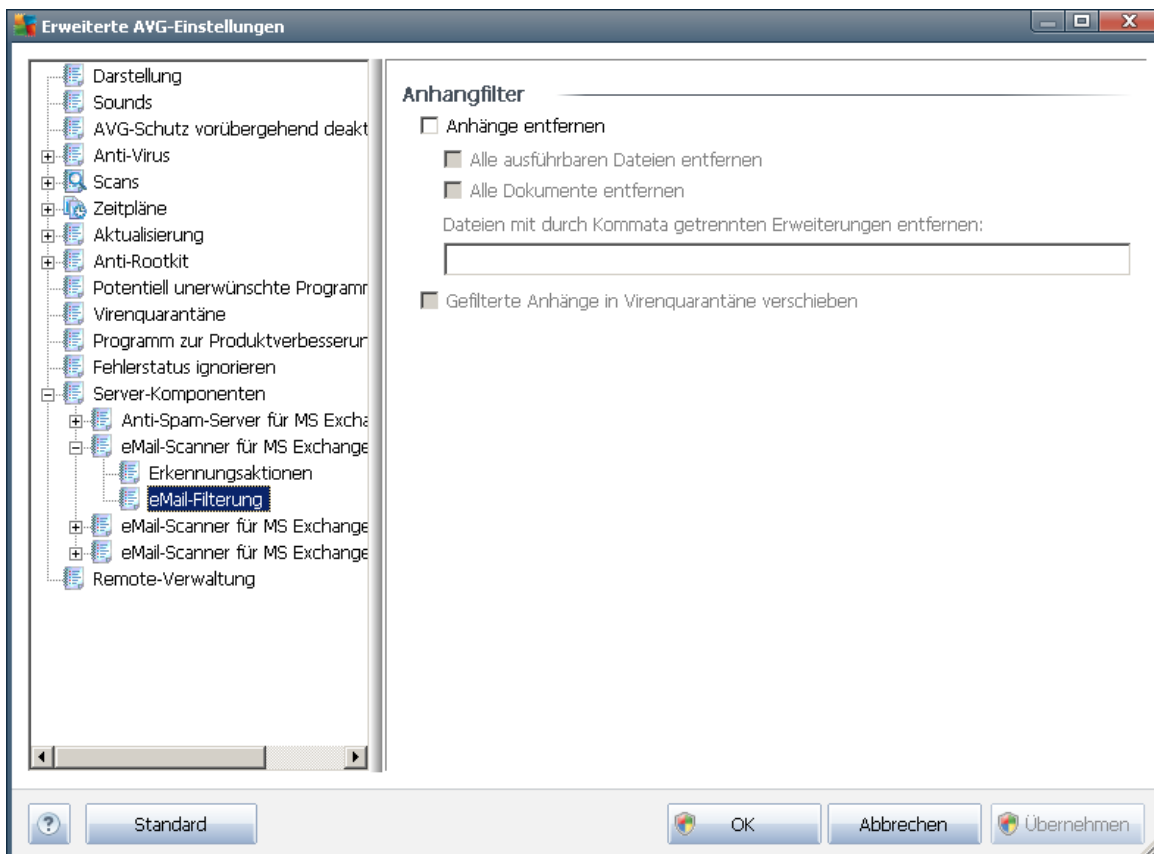 Erweiterte AVG-Einstellungen
Darstellung
Sounds
AVG-Schutz vorübergehend deakt
Anti-Virus
Scans
Zeitpläne
Aktualisierung
Anti-Rootkit
Potentiell unerwünschte Programm
Virenquarantäne
Programm zur Produktverbesserun
Fehlerstatus ignorieren
Server-Komponenten
Anti-Spam-Server für MS Excha
eMail-Scanner für MS Exchange
Erkennungsaktionen
eMail-Filterung
eMail-Scanner für MS Exchange
eMail-Scanner für MS Exchange
Remote-Verwaltung
Anhangfilter
Anhänge entfernen
Alle ausführbaren Dateien entfernen
Alle Dokumente entfernen
Dateien mit durch Kommata getrennten Erweiterungen entfernen:
Gefilterte Anhänge in Virenquarantäne verschieben
? Standard OK Abbrechen Übernehmen